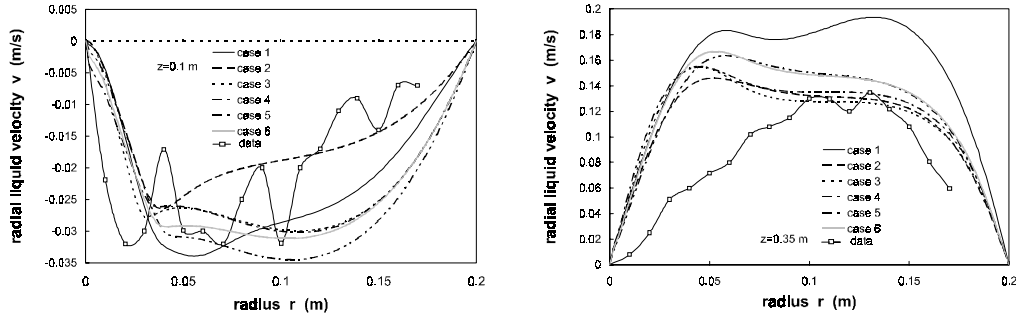 0.005
0
-0.005
-0.01
-0.015
-0.02
-0.025
-0.03
-0.035
radial liquid velocity v (m/s)
z=0.1 m
case 1
case 2
case 3
case 4
case 5
case 6
data
0
0.05
0.1
0.15
0.2
radius r (m)
0.2
0.18
0.16
0.14
0.12
0.1
0.08
0.06
0.04
0.02
0
radial liquid velocity v (m/s)
case 1
case 2
case 3
case 4
case 5
case 6
data
z=0.35 m
0
0.05
0.1
0.15
0.2
radius r (m)